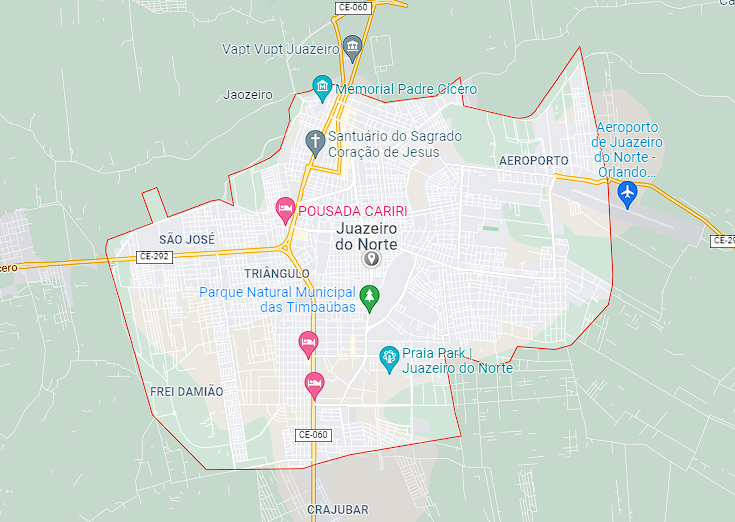 Ca
CE-060
Vapt Vupt Juazeiro
Jaozeiro
Memorial Padre Cícero
Santuário do Sagrado
Coração de Jesus
Aeroporto
de Juazeiro
do Norte -
Orlando...
AEROPORTO
POUSADA CARIRI
Juazeiro
do Norte
SÃO JOSÉ
CE-292
CE-29
cero
TRIÂNGULO
Parque Natural Municipal
das Timbaúbas
Praia Park |
Juazeiro do Norte
FREI DAMIÃO
CE-060
CRAJUBAR